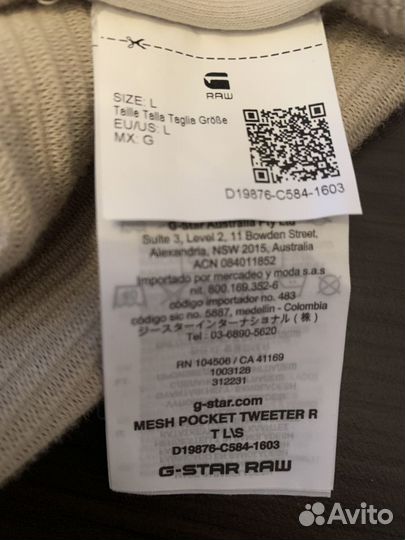 RAW
SIZE: L
Taille Talla Taglia Größe
EU/US: L
MX: G
D19876-C584-1603
G-Star Australia Pty Ltd
Suite 3, Level 2, 11 Bowden Street,
Alexandria, NSW 2015, Australia
ACN 084011852
Importado por mercadeo y moda s.a.s
nit. 800.169.352-6
código importador no. 483
código sic no. 5887, medellin - Colombia
ジースターインターナショナル (株)
Tel : 03-6890-5620
RN 104506 / CA 41169
1003128
312231
g-star.com
MESH POCKET TWEETER R
T L\S
D19876-C584-1603
G-STAR RAW
Avito